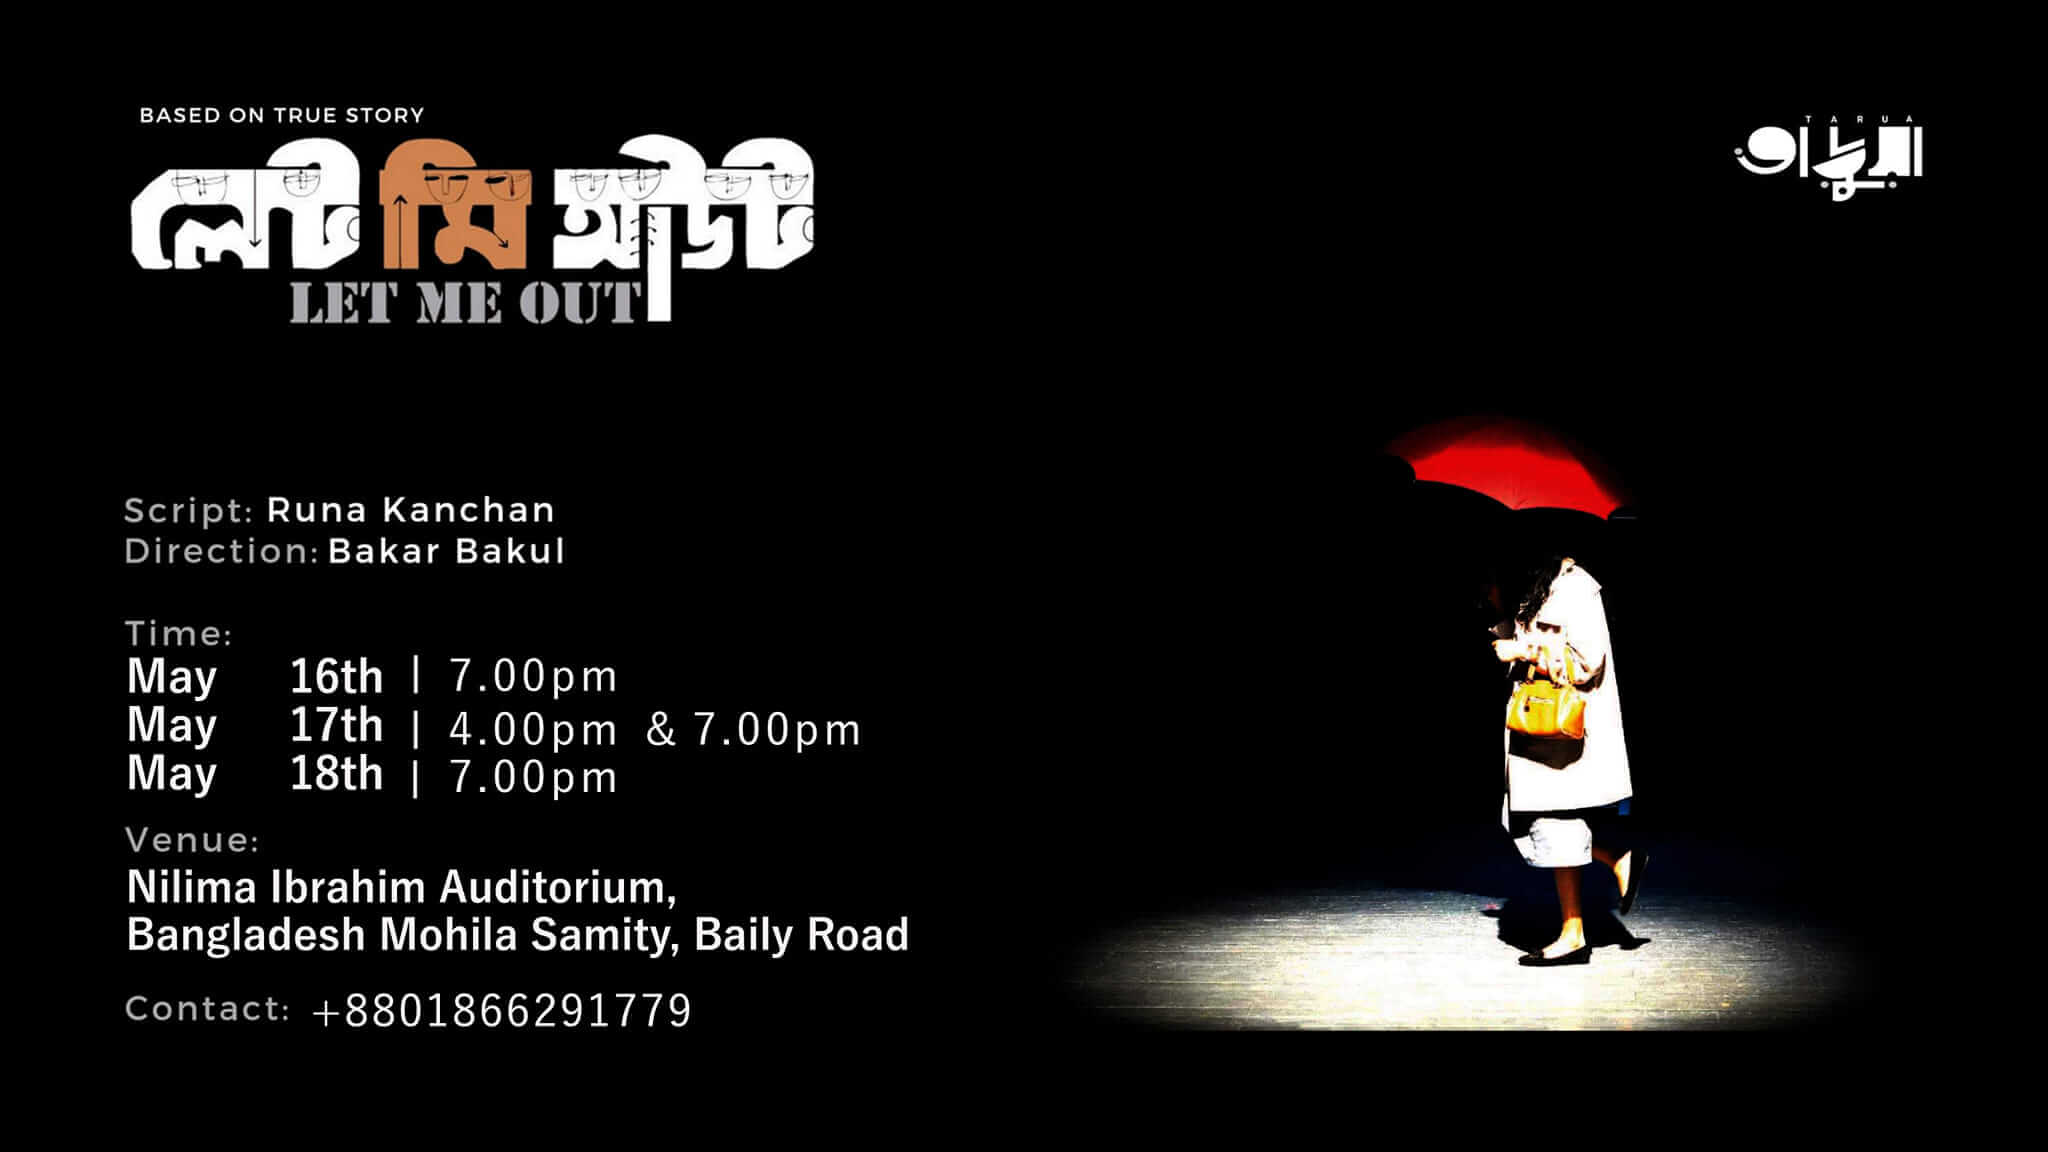 BASED ON TRUE STORY
লেট মি আউট
LET ME OUT
TARUA
তাড়ুয়া
Script: Runa Kanchan
Direction: Bakar Bakul
Time:
May 16th | 7.00pm
May 17th | 4.00pm & 7.00pm
May 18th | 7.00pm
Venue:
Nilima Ibrahim Auditorium,
Bangladesh Mohila Samity, Baily Road
Contact: +8801866291779